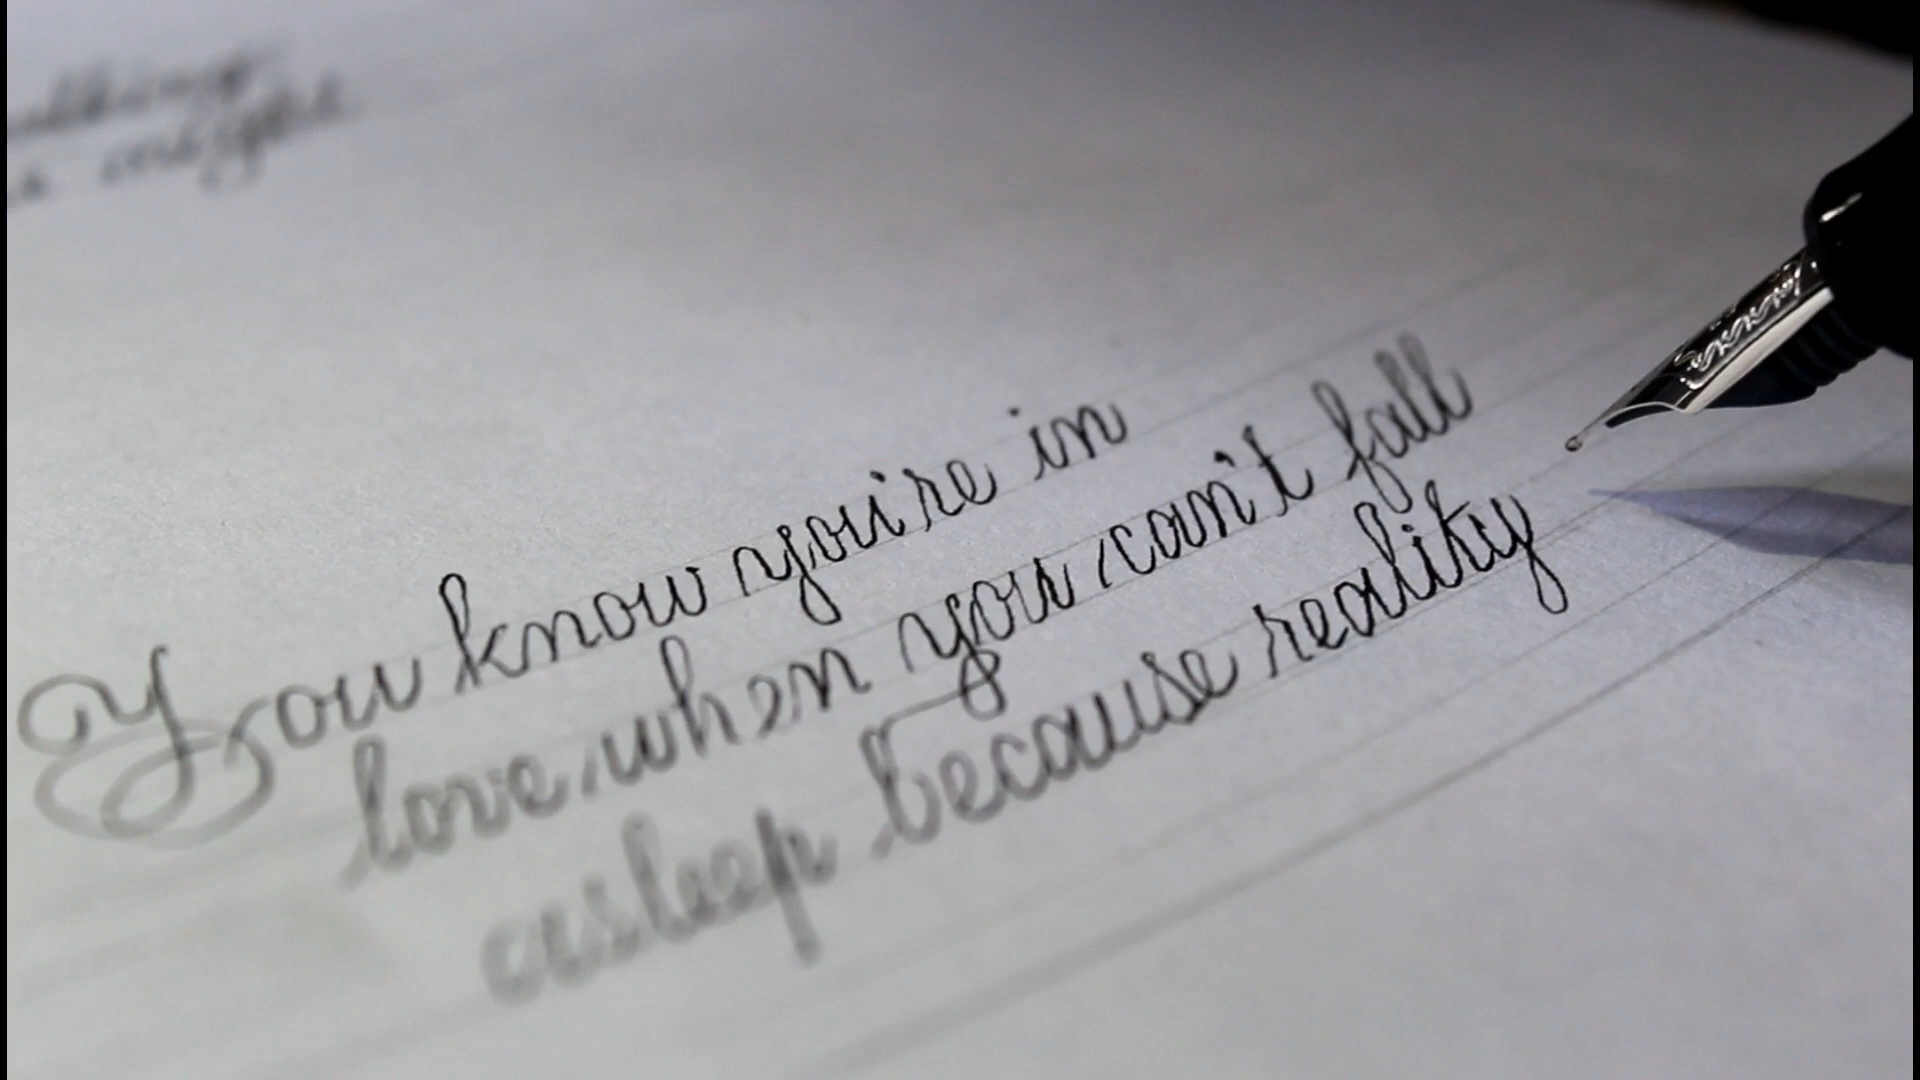 You know you're in
love when you can't fall
asleep because reality